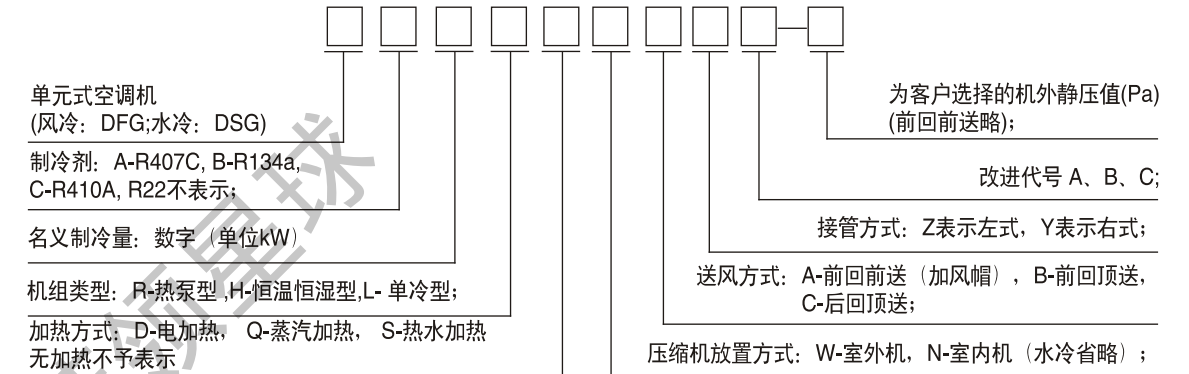 单元式空调机
(风冷：DFG;水冷：DSG)
制冷剂：A-R407C, B-R134a,
C-R410A, R22不表示；
名义制冷量：数字（单位kW）
机组类型：R-热泵型 ,H-恒温恒湿型,L- 单冷型；
加热方式：D-电加热， Q-蒸汽加热， S-热水加热
无加热不予表示
为客户选择的机外静压值(Pa)
(前回前送略)；
改进代号 A、B、C;
接管方式：Z表示左式，Y表示右式；
送风方式：A-前回前送（加风帽），B-前回顶送，
C-后回顶送；
压缩机放置方式：W-室外机，N-室内机（水冷省略）；
领星球